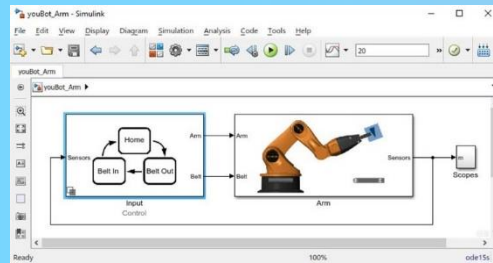 youBot_Arm - Simulink
File Edit View Display Diagram Simulation Analysis Code Tools Help
20
youBot_Arm
youBot_Arm
Sensors
Home
Belt In
Belt Out
Arm
Belt
Input
Control
Arm
Belt
Sensors
Arm
Scopes
Ready 100% ode15s